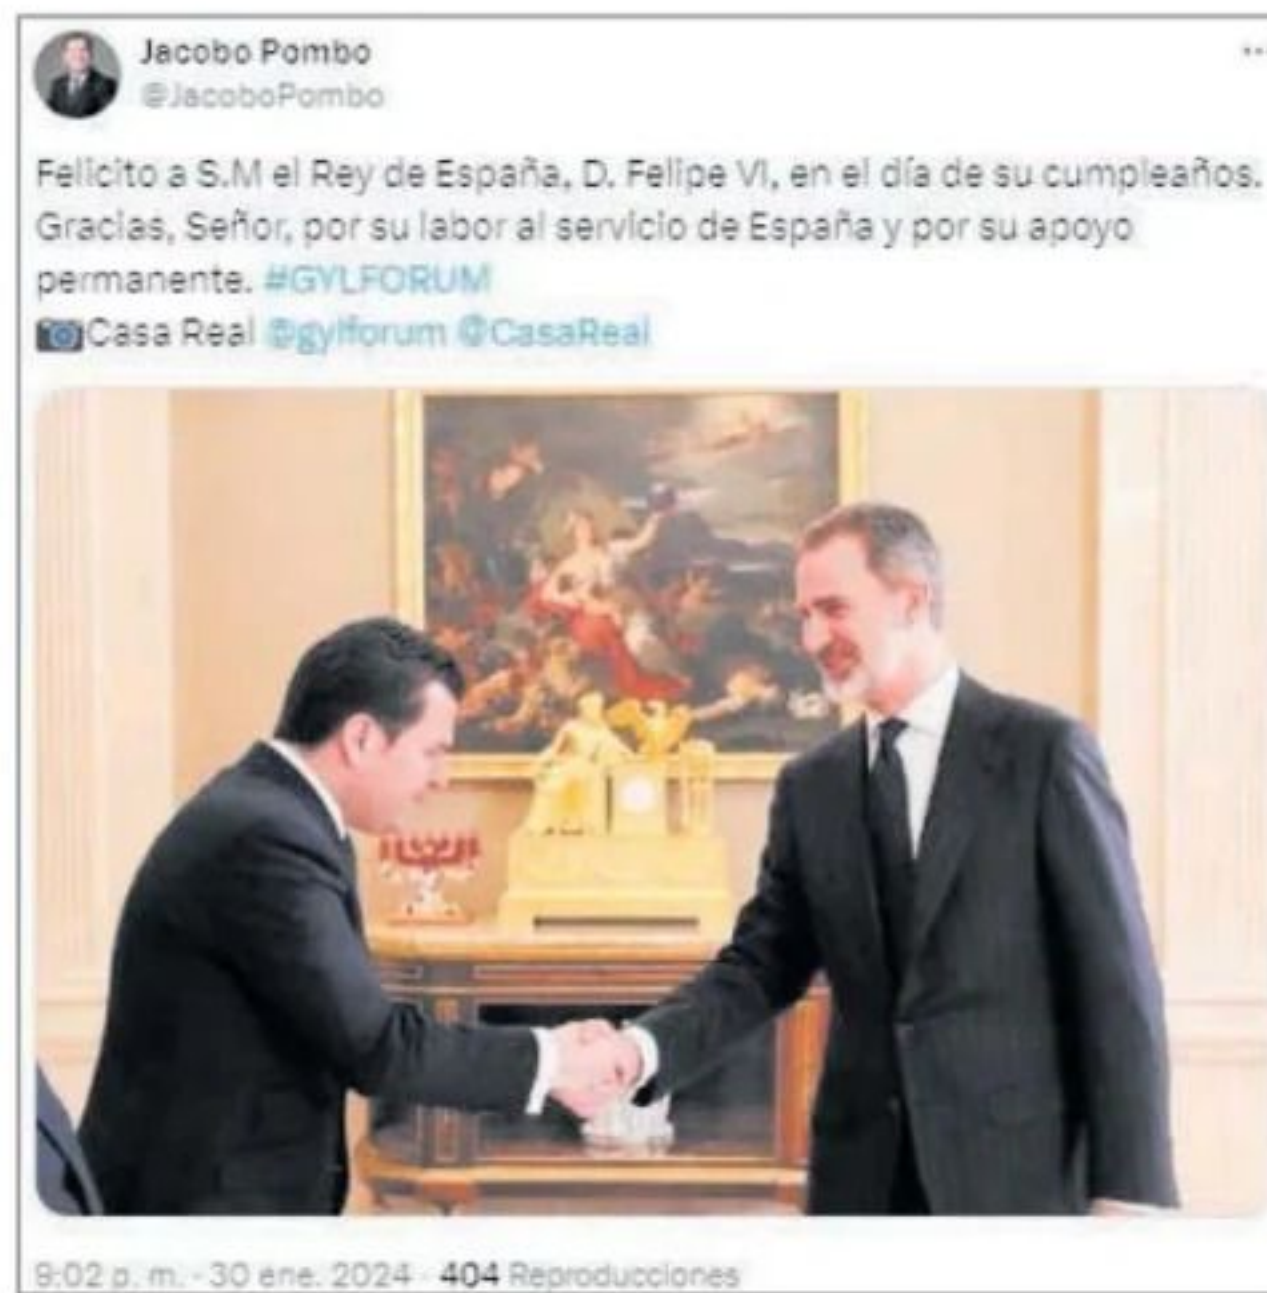 Jacobo Pombo
@JacoboPombo
Felicito a S.M el Rey de España, D. Felipe VI, en el día de su cumpleaños.
Gracias, Señor, por su labor al servicio de España y por su apoyo
permanente. #GYLFORUM
Casa Real @gylforum @CasaReal
9:02 p. m. · 30 ene. 2024 · 404 Reproducciones